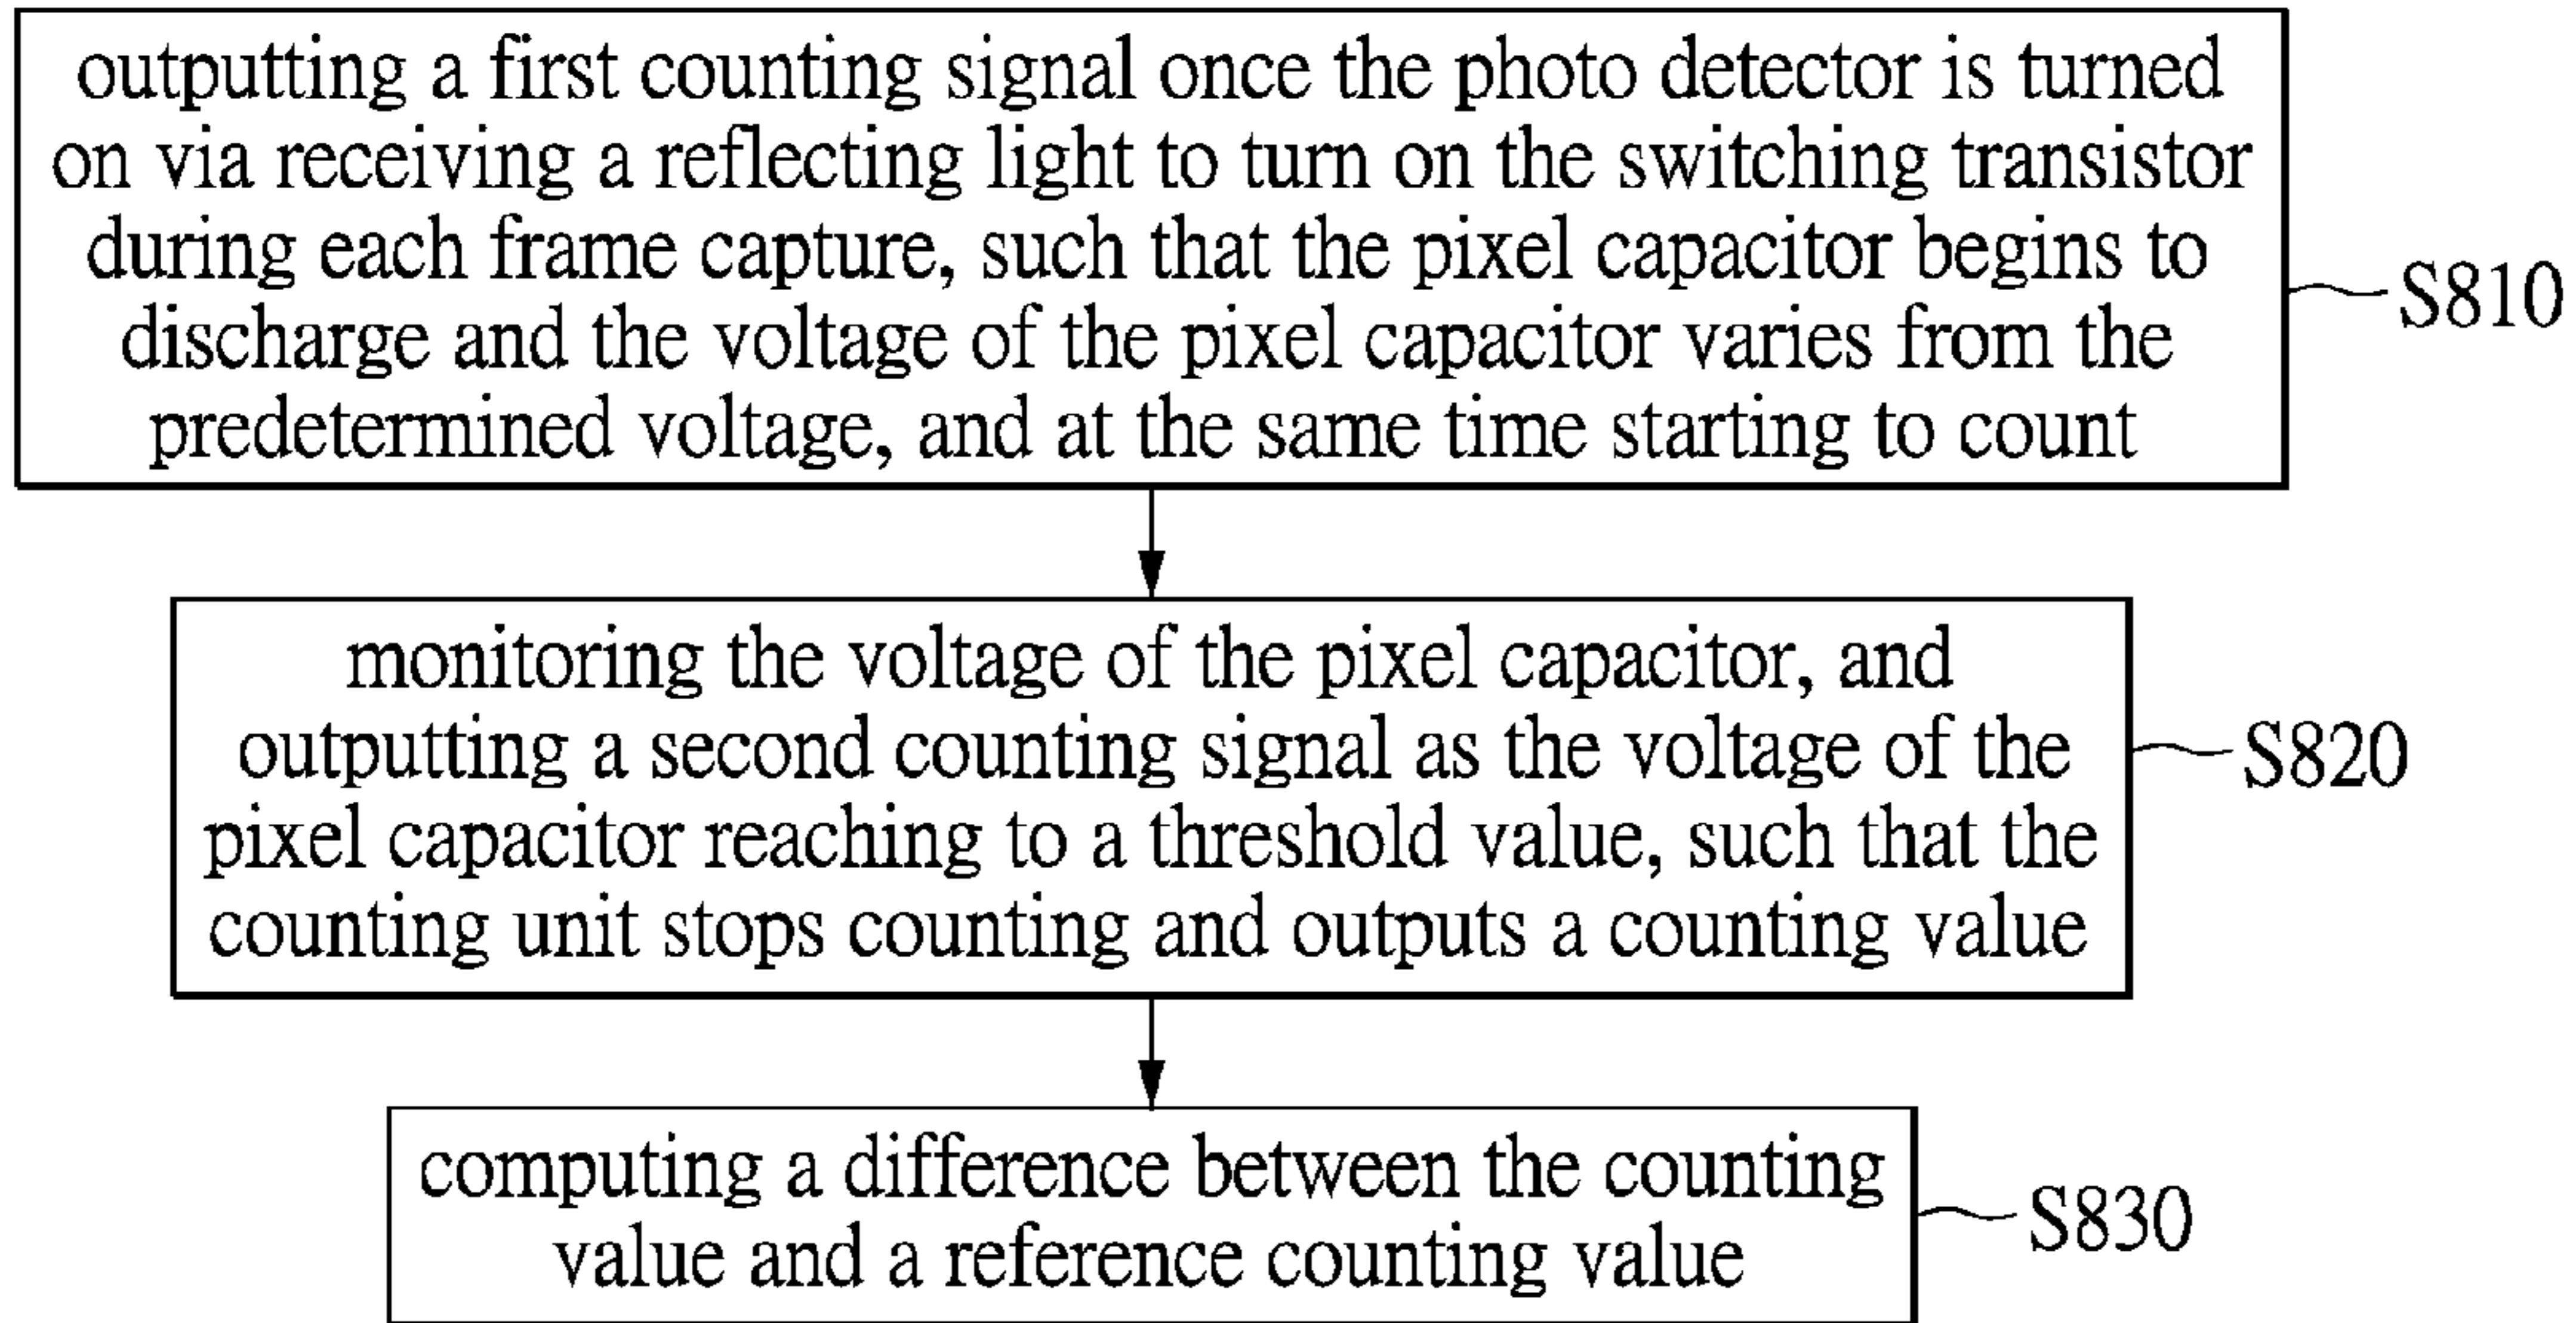 outputting a first counting signal once the photo detector is turned
on via receiving a reflecting light to turn on the switching transistor
during each frame capture, such that the pixel capacitor begins to
discharge and the voltage of the pixel capacitor varies from the
predetermined voltage, and at the same time starting to count
S810
monitoring the voltage of the pixel capacitor, and
outputting a second counting signal as the voltage of the
pixel capacitor reaching to a threshold value, such that the
counting unit stops counting and outputs a counting value
S820
computing a difference between the counting
value and a reference counting value
S830